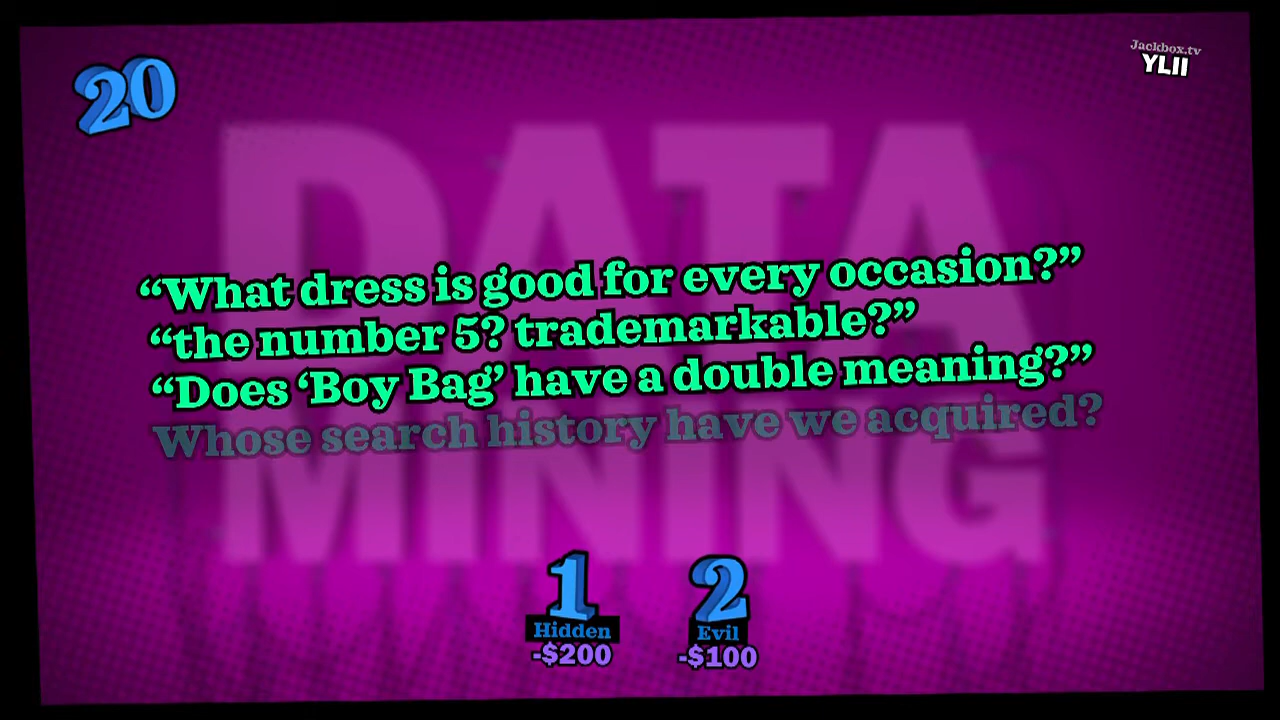 20
Jackbox.tv
YLII
DATA
MINING
“What dress is good for every occasion?”
“the number 5? trademarkable?”
“Does ‘Boy Bag’ have a double meaning?”
Whose search history have we acquired?
1
Hidden
-$200
2
Evil
-$100